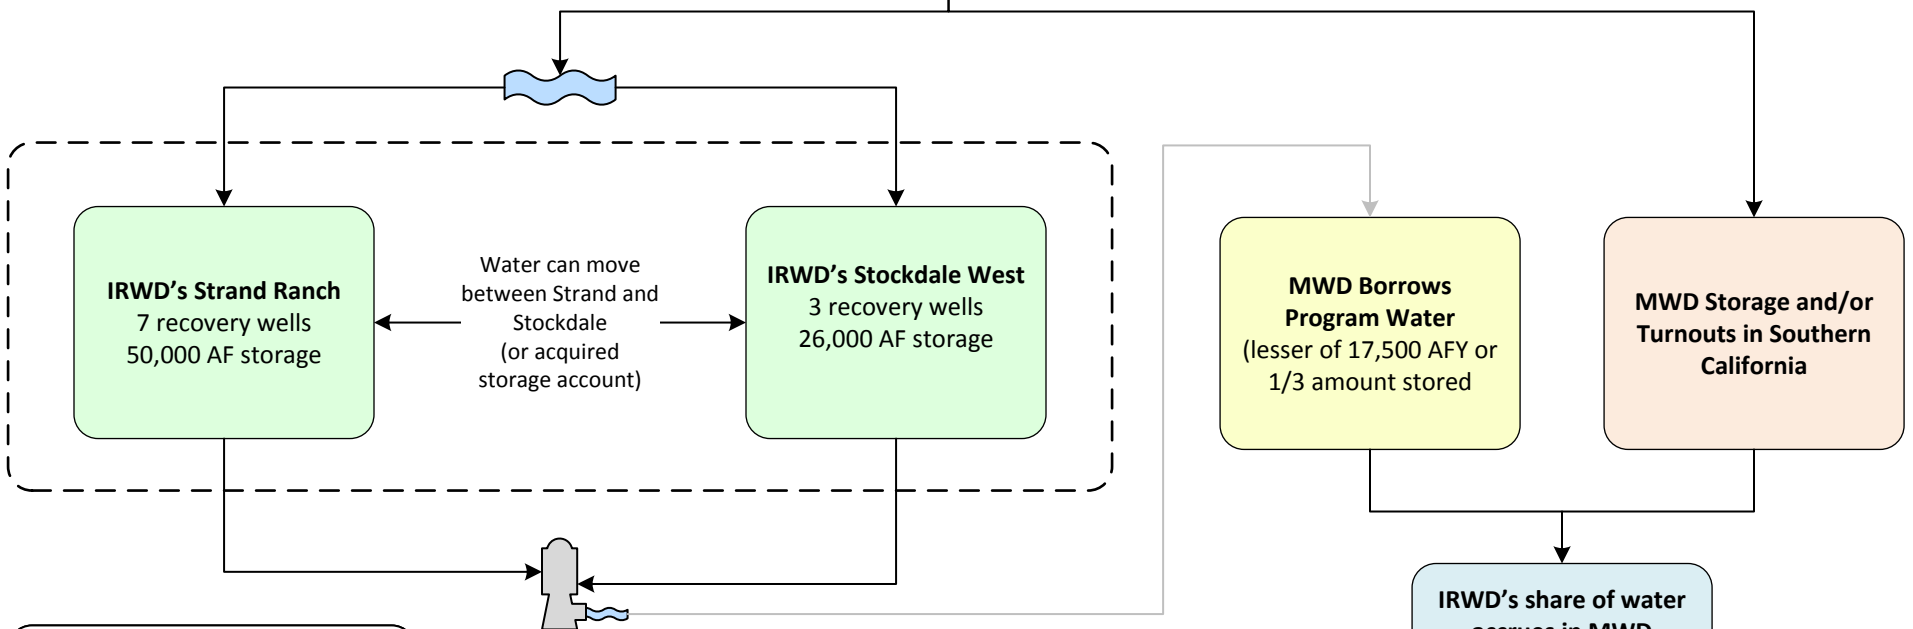 IRWD's Strand Ranch
7 recovery wells
50,000 AF storage
Water can move
between Strand and
Stockdale
(or acquired
storage account)
IRWD's Stockdale West
3 recovery wells
26,000 AF storage
MWD Borrows
Program Water
(lesser of 17,500 AFY or
1/3 amount stored
MWD Storage and/or
Turnouts in Southern
California
IRWD's share of water
accrues in MWD